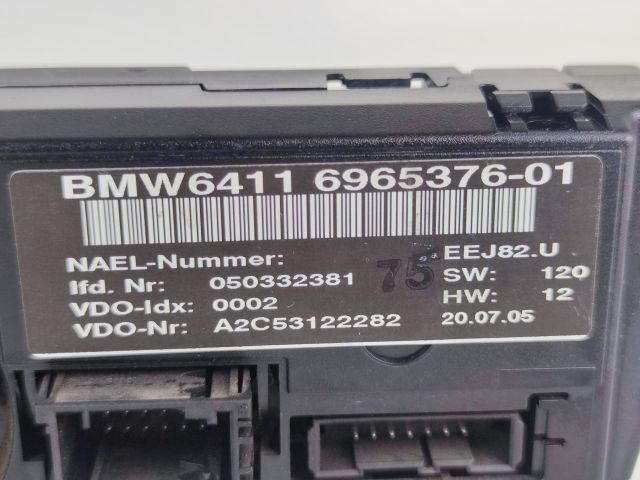 BMW6411 6965376-01
NAEL-Nummer: EEJ82.U
lfd. Nr: 050332381 75 SW: 120
VDO-Idx: 0002 HW: 12
VDO-Nr: A2C53122282 20.07.05